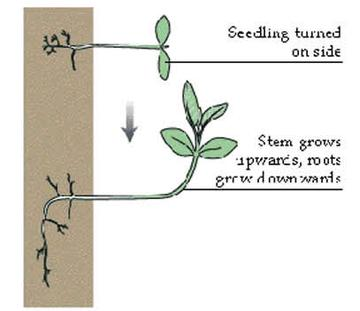 Seedling turned
on side
Stem grows
upwards, roots
grow downwards